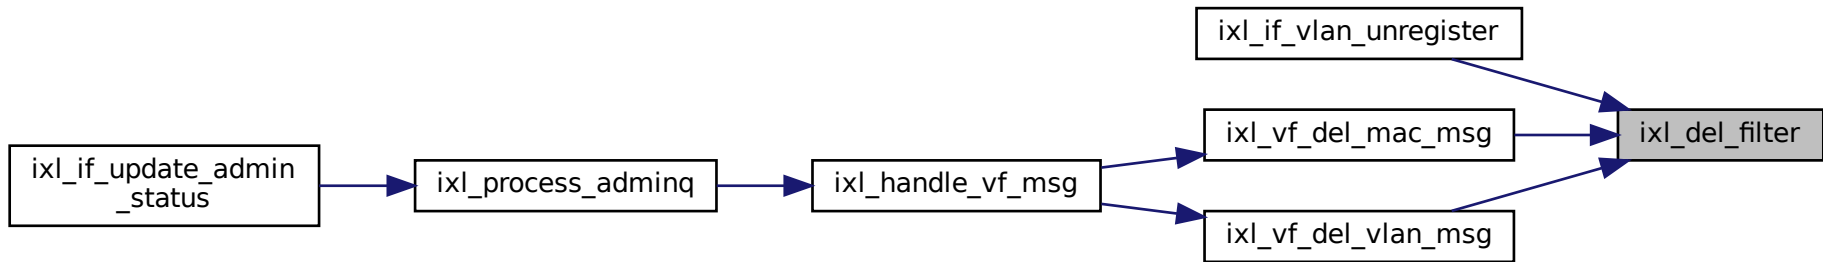 ixl_if_vlan_unregister
ixl_vf_del_mac_msg
ixl_del_filter
ixl_if_update_admin
_status
ixl_process_adminq
ixl_handle_vf_msg
ixl_vf_del_vlan_msg